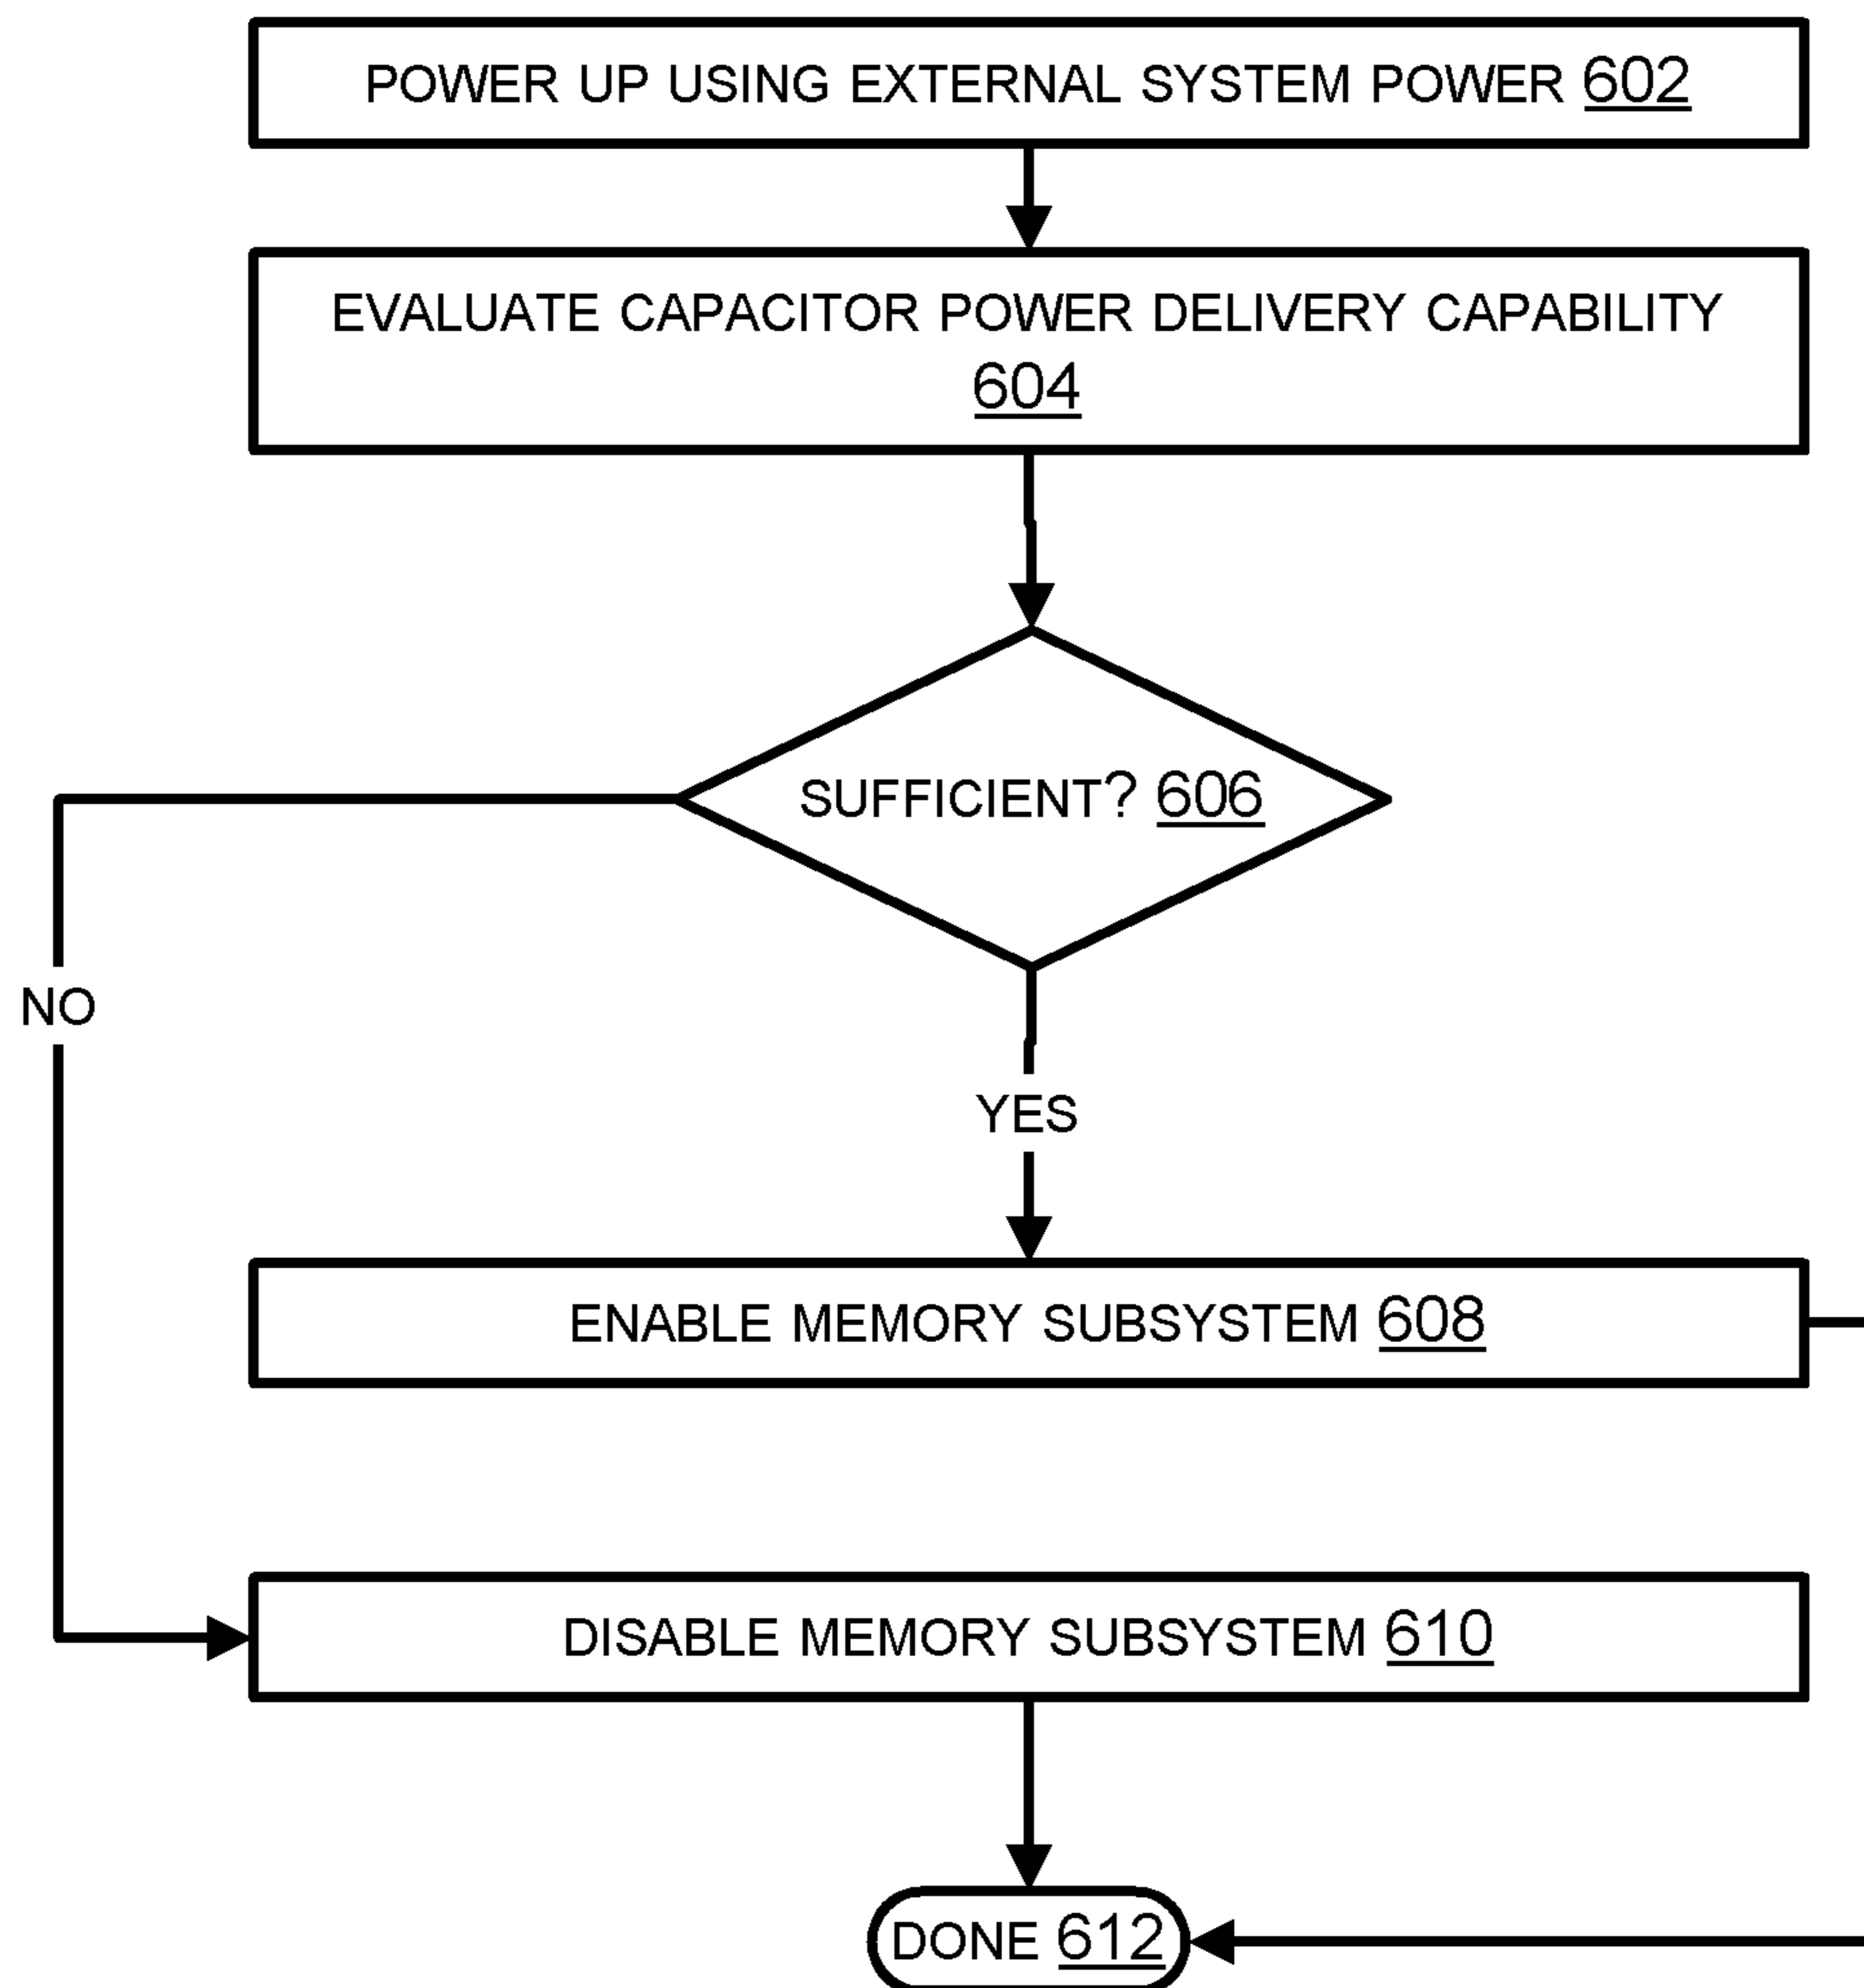 POWER UP USING EXTERNAL SYSTEM POWER 602
EVALUATE CAPACITOR POWER DELIVERY CAPABILITY
604
SUFFICIENT? 606
NO
YES
ENABLE MEMORY SUBSYSTEM 608
DISABLE MEMORY SUBSYSTEM 610
DONE 612